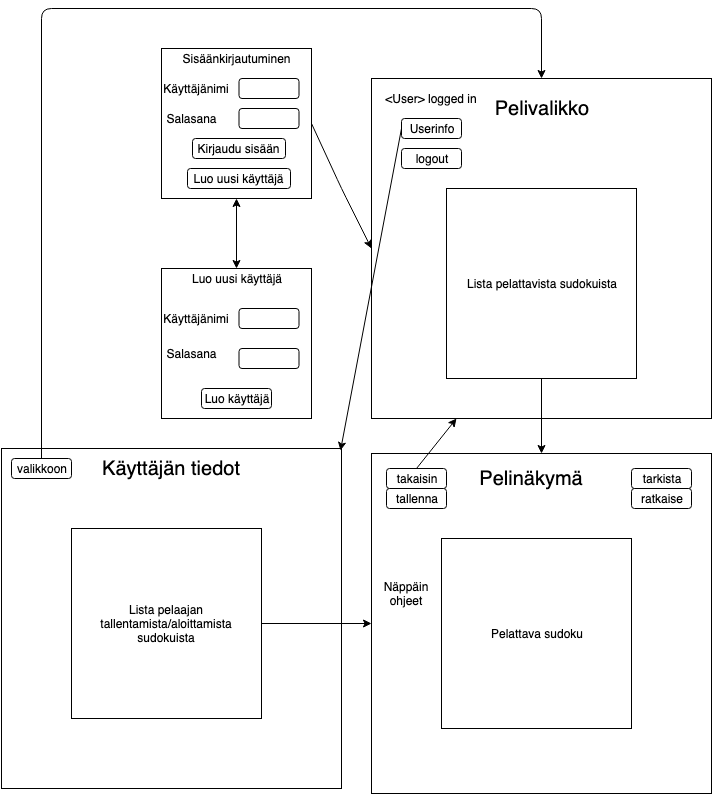 Sisäänkirjautuminen
Käyttäjänimi
Salasana
Kirjaudu sisään
Luo uusi käyttäjä
<User> logged in
Pelivalikko
Userinfo
logout
Lista pelattavista sudokuista
Luo uusi käyttäjä
Käyttäjänimi
Salasana
Luo käyttäjä
valikkoon
Käyttäjän tiedot
Lista pelaajan
tallentamista/aloittamista
sudokuista
takaisin
tallenna
Pelinäkymä
tarkista
ratkaise
Näppäin
ohjeet
Pelattava sudoku